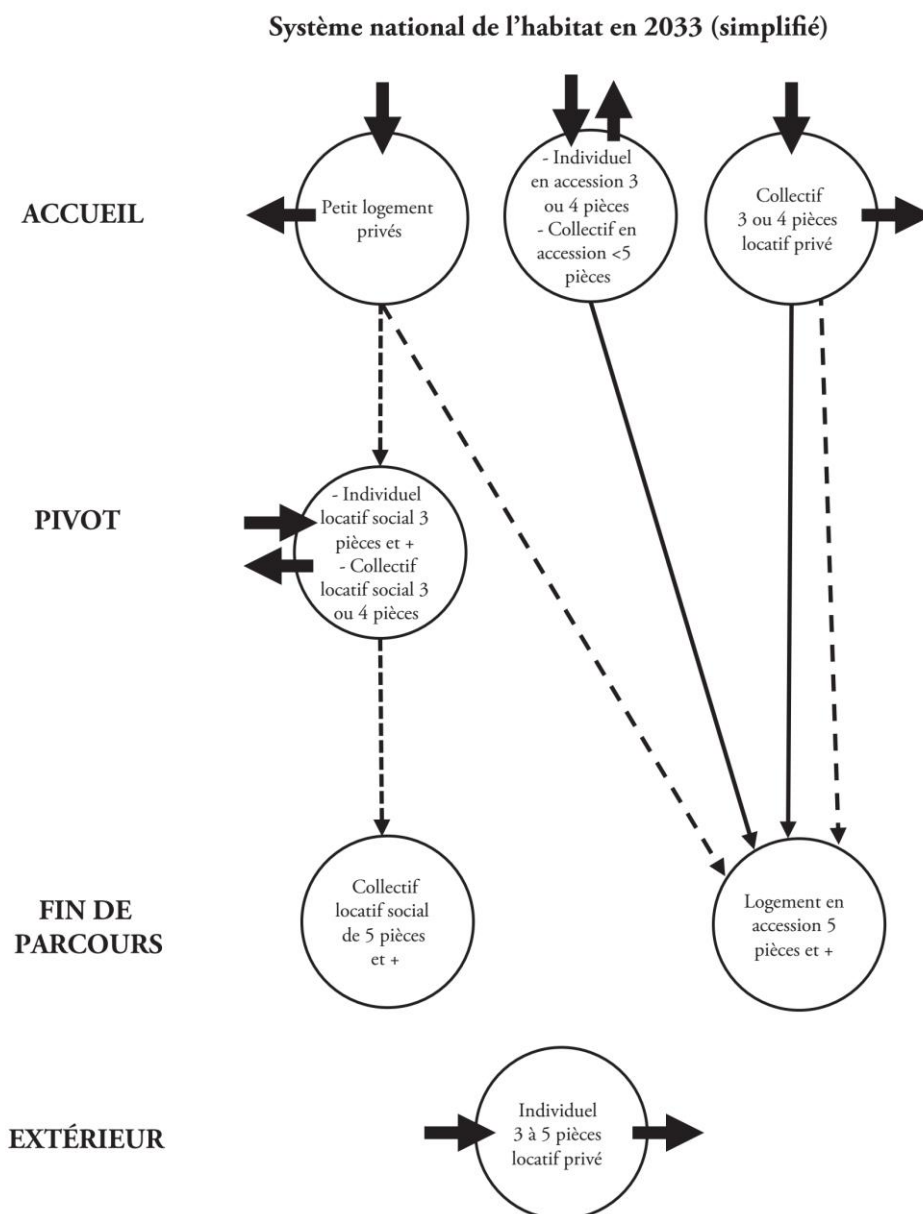 Système national de l’habitat en 2033 (simplifié)
ACCUEIL
Petit logement
privés
- Individuel
en accession 3
ou 4 pièces
- Collectif en
accession <5
pièces
Collectif
3 ou 4 pièces
locatif privé
PIVOT
- Individuel
locatif social 3
pièces et +
- Collectif
locatif social 3
ou 4 pièces
FIN DE
PARCOURS
Collectif
locatif social
de 5 pièces
et +
Logement en
accession 5
pièces et +
EXTÉRIEUR
Individuel
3 à 5 pièces
locatif privé